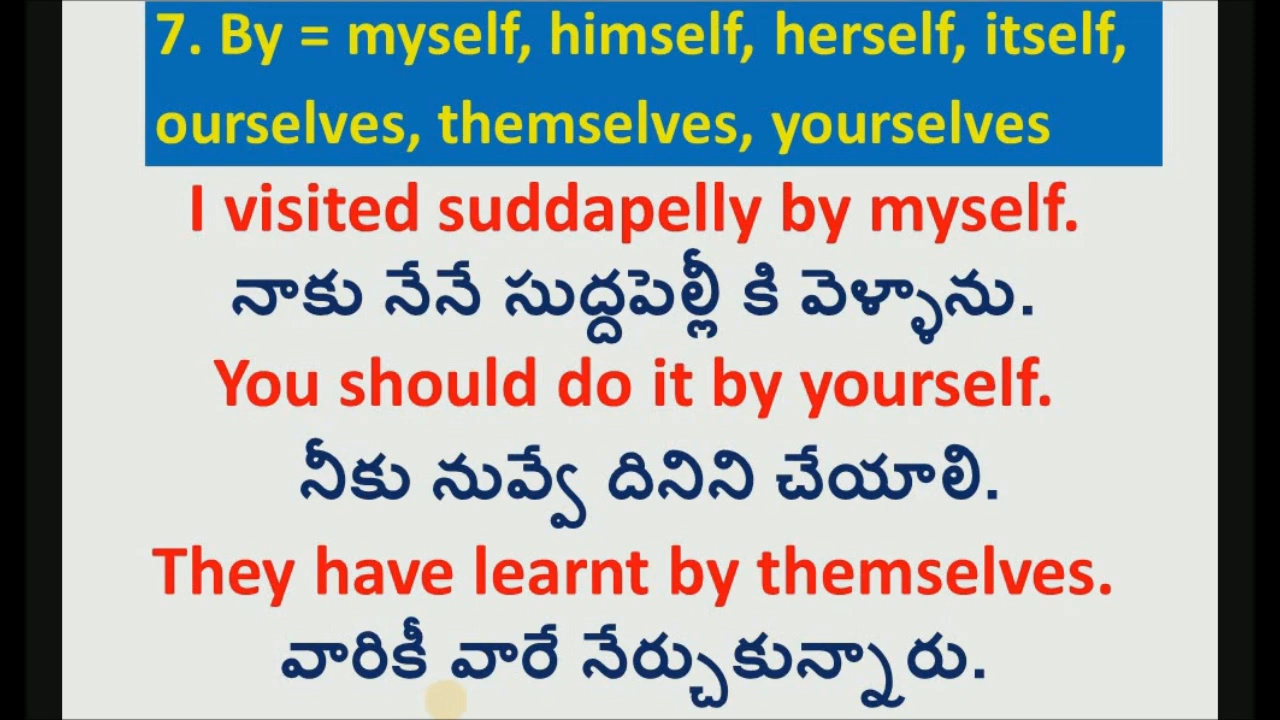 7. By = myself, himself, herself, itself,
ourselves, themselves, yourselves
I visited suddapelly by myself.
నాకు నేనే సుద్దపెల్లీ కి వెళ్ళాను.
You should do it by yourself.
నీకు నువ్వే దినిని చేయాలి.
They have learnt by themselves.
వారికీ వారే నేర్చుకున్నారు.